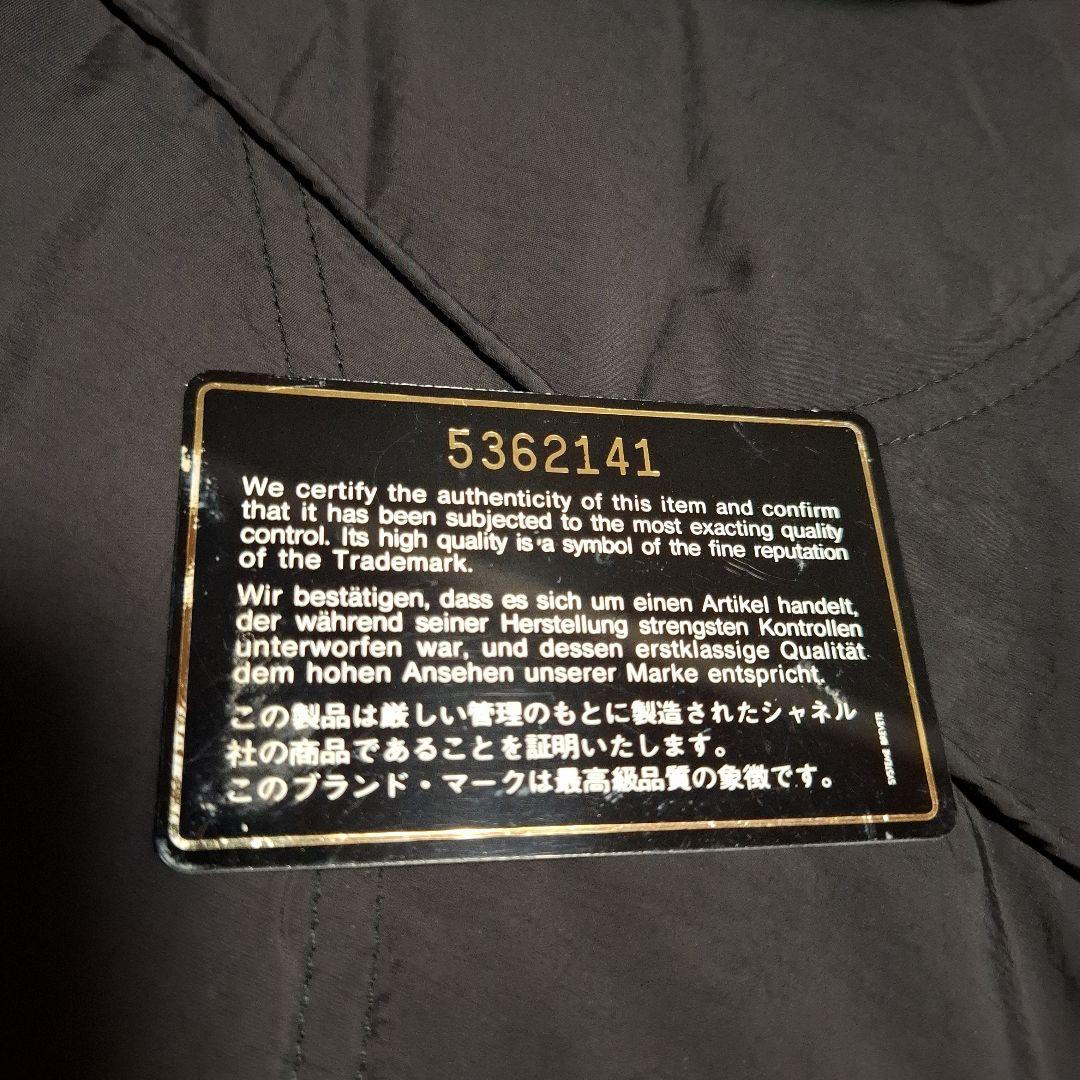 5362141
We certify the authenticity of this item and confirm
that it has been subjected to the most exacting quality
control. Its high quality is a symbol of the fine reputation
of the Trademark.
Wir bestätigen, dass es sich um einen Artikel handelt,
der während seiner Herstellung strengsten Kontrollen
unterworfen war, und dessen erstklassige Qualität
dem hohen Ansehen unserer Marke entspricht.
この製品は厳しい管理のもとに製造されたシャネル
社の商品であることを証明いたします。
このブランド・マークは最高級品質の象徴です。